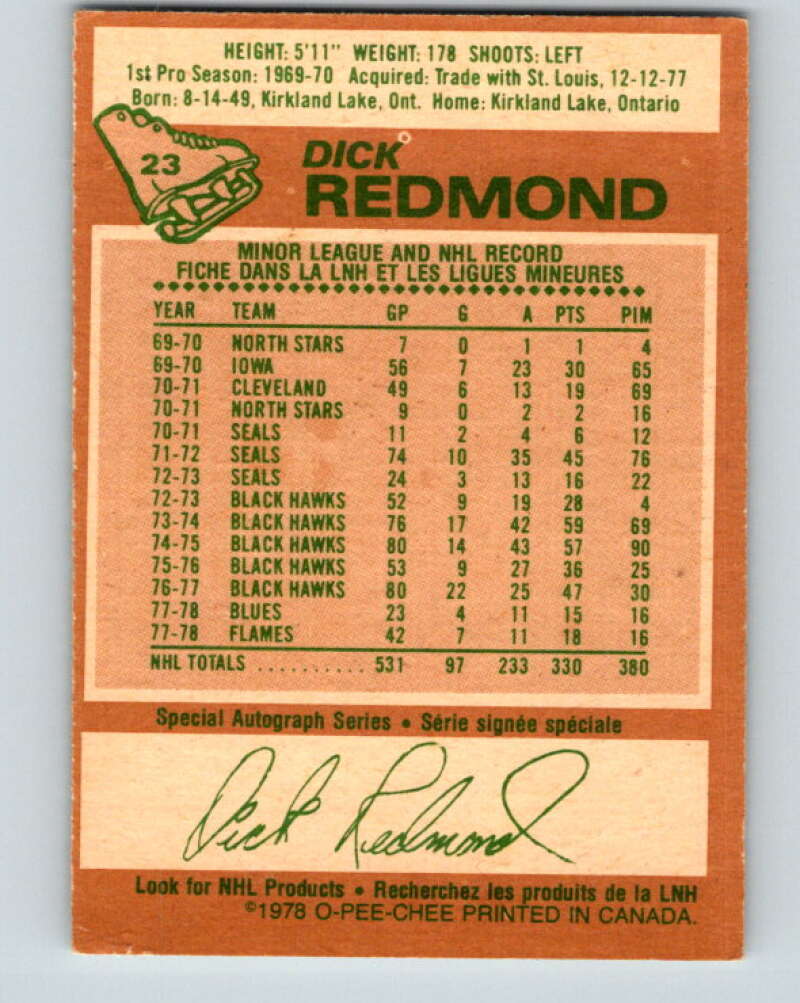 HEIGHT: 5'11" WEIGHT: 178 SHOOTS: LEFT
1st Pro Season: 1969-70 Acquired: Trade with St. Louis, 12-12-77
Born: 8-14-49, Kirkland Lake, Ont. Home: Kirkland Lake, Ontario
23
DICK
REDMOND
MINOR LEAGUE AND NHL RECORD
FICHE DANS LA LNH ET LES LIGUES MINEURES
YEAR TEAM GP G A PTS PIM
69-70 NORTH STARS 7 0 1 1 4
69-70 IOWA 56 7 23 30 65
70-71 CLEVELAND 49 6 13 19 69
70-71 NORTH STARS 9 0 2 2 16
70-71 SEALS 11 2 4 6 12
71-72 SEALS 74 10 35 45 76
72-73 SEALS 24 3 13 16 22
72-73 BLACK HAWKS 52 9 19 28 4
73-74 BLACK HAWKS 76 17 42 59 69
74-75 BLACK HAWKS 80 14 43 57 90
75-76 BLACK HAWKS 53 9 27 36 25
76-77 BLACK HAWKS 80 22 25 47 30
77-78 BLUES 23 4 11 15 16
77-78 FLAMES 42 7 11 18 16
NHL TOTALS .......... 531 97 233 330 380
Special Autograph Series • Série signée spéciale
Dick Redmond
Look for NHL Products • Recherchez les produits de la LNH
©1978 O-PEE-CHEE PRINTED IN CANADA.